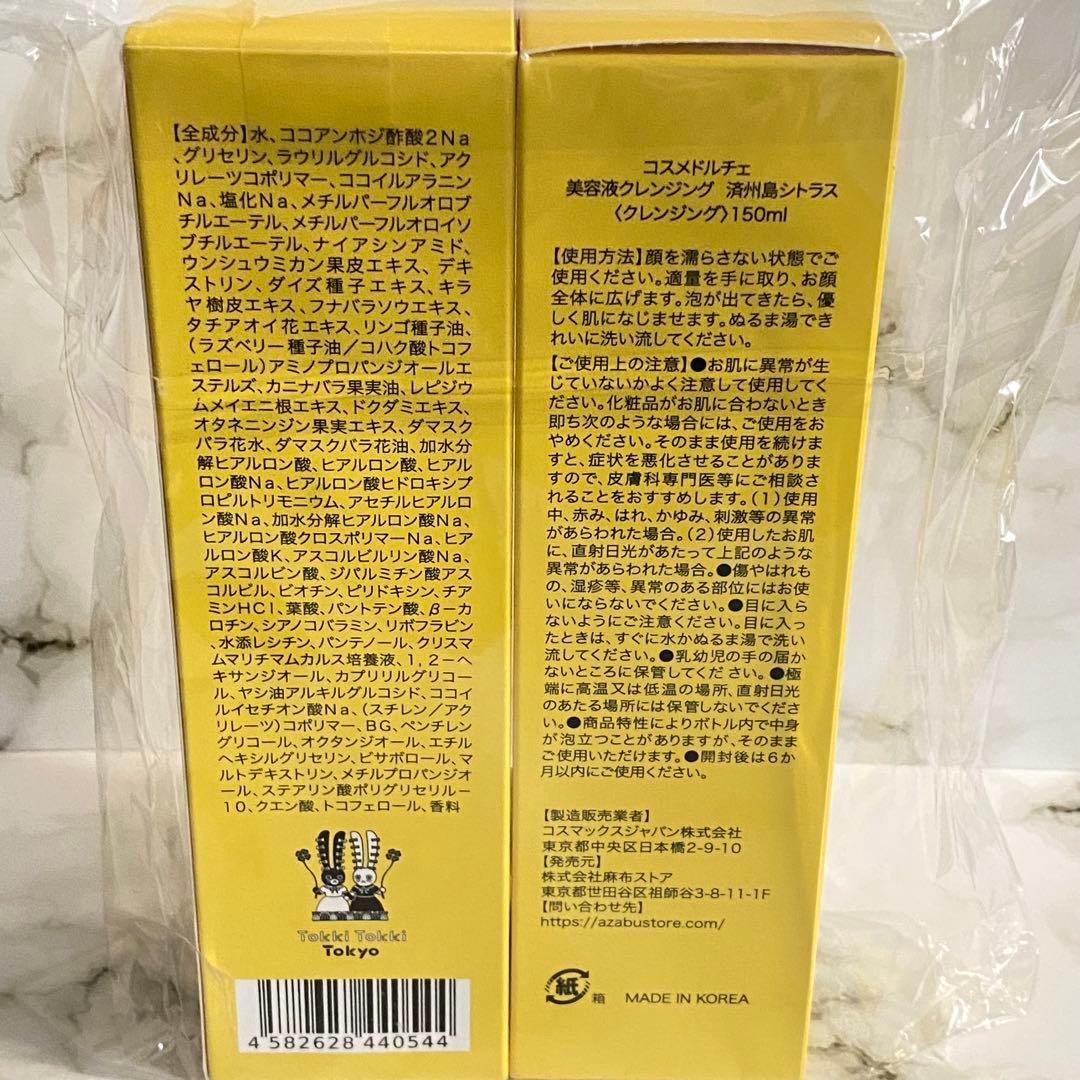 【全成分】水、ココアンホジ酢酸2Na
、グリセリン、ラウリルグルコシド、アク
リレーツコポリマー、ココイルアラニン
Na、塩化Na、メチルパーフルオロブ
チルエーテル、メチルパーフルオロイソ
ブチルエーテル、ナイアシンアミド、
ウンシュウミカン果皮エキス、デキ
ストリン、ダイズ種子エキス、キラ
ヤ樹皮エキス、フナバラソウエキス、
タチアオイ花エキス、リンゴ種子油、
(ラズベリー種子油／コハク酸トコフ
ェロール)アミノプロパンジオールエ
ステルズ、カニナバラ果実油、レピジウ
ムメイエニ根エキス、ドクダミエキス、
オタネニンジン果実エキス、ダマスク
バラ花水、ダマスクバラ花油、加水分
解ヒアルロン酸、ヒアルロン酸、ヒアル
ロン酸Na、ヒアルロン酸ヒドロキシプ
ロピルトリモニウム、アセチルヒアルロ
ン酸Na、加水分解ヒアルロン酸Na、
ヒアルロン酸クロスポリマーNa、ヒア
ルロン酸K、アスコルビルリン酸Na、
アスコルビン酸、ジパルミチン酸アス
コルビル、ビオチン、ピリドキシン、チア
ミンHCl、葉酸、パントテン酸、β-カ
ロチン、シアノコバラミン、リボフラビン、
水添レシチン、パンテノール、クリスマ
ムマリチマムカルス培養液、1,2-ヘ
キサンジオール、カプリリルグリコー
ル、ヤシ油アルキルグルコシド、ココイ
ルイセチオン酸Na、(スチレン／アク
リレーツ)コポリマー、BG、ペンチレン
グリコール、オクタンジオール、エチル
ヘキシルグリセリン、ビサボロール、マ
ルトデキストリン、メチルプロパンジオ
ール、ステアリン酸ポリグリセリル-
10、クエン酸、トコフェロール、香料
Tokki Tokki
Tokyo
4 582628 440544
コスメドルチェ
美容液クレンジング 済州島シトラス
〈クレンジング〉150ml
【使用方法】顔を濡らさない状態でご
使用ください。適量を手に取り、お顔
全体に広げます。泡が出てきたら、優
しく肌になじませます。ぬるま湯でき
れいに洗い流してください。
【ご使用上の注意】●お肌に異常が生
じていないかよく注意して使用してく
ださい。化粧品がお肌に合わないとき
即ち次のような場合には、ご使用をお
やめください。そのまま使用を続けま
すと、症状を悪化させることがあります
ので、皮膚科専門医等にご相談さ
れることをおすすめします。(1)使用
中、赤み、はれ、かゆみ、刺激等の異常
があらわれた場合。(2)使用したお肌
に、直射日光があたって上記のような
異常があらわれた場合。●傷やはれも
の、湿疹等、異常のある部位にはお使
いにならないでください。●目に入ら
ないようにご注意ください。目に入っ
たときは、すぐに水かぬるま湯で洗い
流してください。●乳幼児の手の届か
ないところに保管してください。●極
端に高温又は低温の場所、直射日光
のあたる場所には保管しないでくださ
い。●商品特性によりボトル内で中身
が泡立つことがありますが、そのまま
ご使用いただけます。●開封後は6か
月以内にご使用ください。
【製造販売業者】
コスマックスジャパン株式会社
東京都中央区日本橋2-9-10
【発売元】
株式会社麻布ストア
東京都世田谷区祖師谷3-8-11-1F
【問い合わせ先】
https://azabustore.com/
紙 箱 MADE IN KOREA